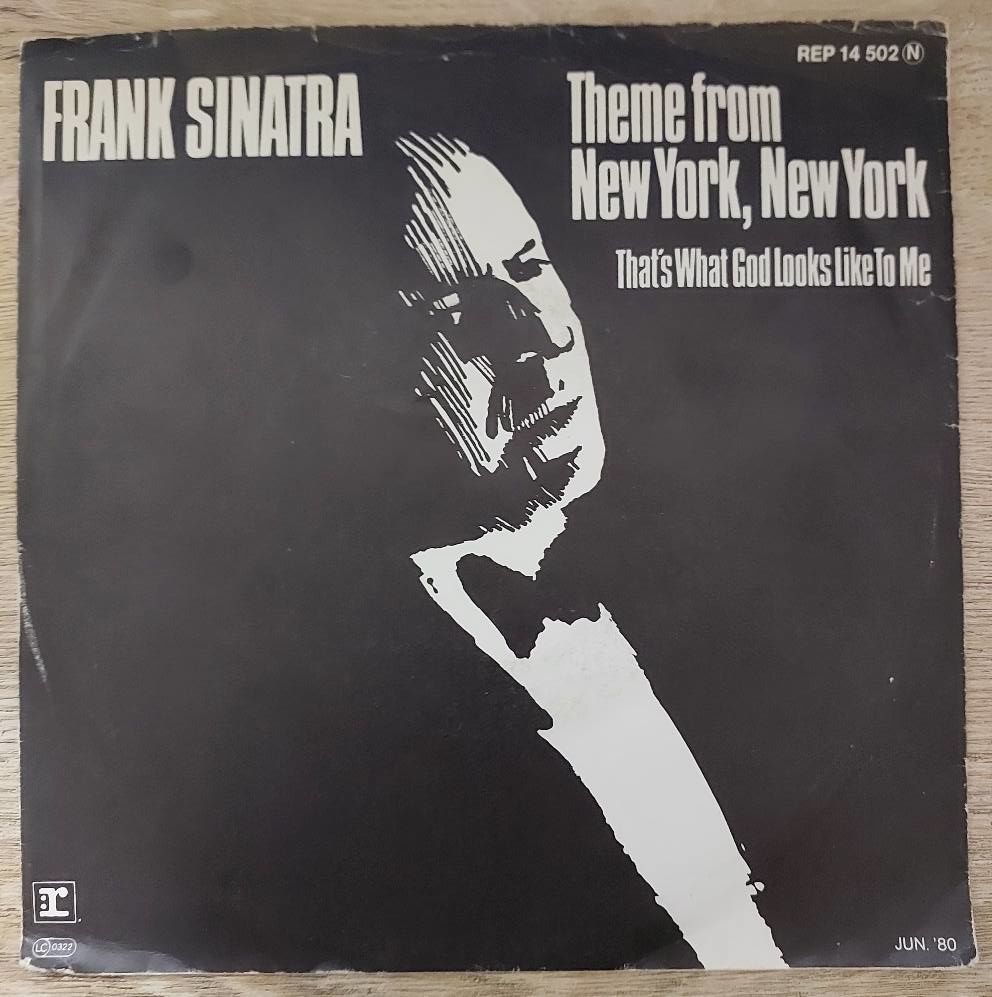 REP 14 502 N
FRANK SINATRA
Theme from
New York, New York
That's What God Looks Like To Me
r
LC 0322
JUN. '80